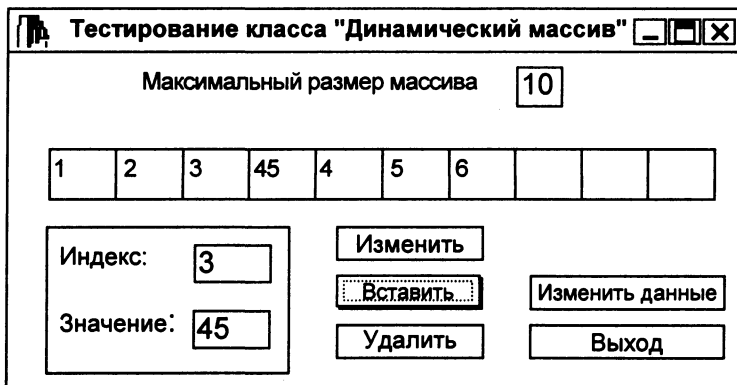 Тестирование класса "Динамический массив"
Максимальный размер массива 10
1 2 3 45 4 5 6
Индекс: 3
Значение: 45
Изменить
Вставить
Удалить
Изменить данные
Выход